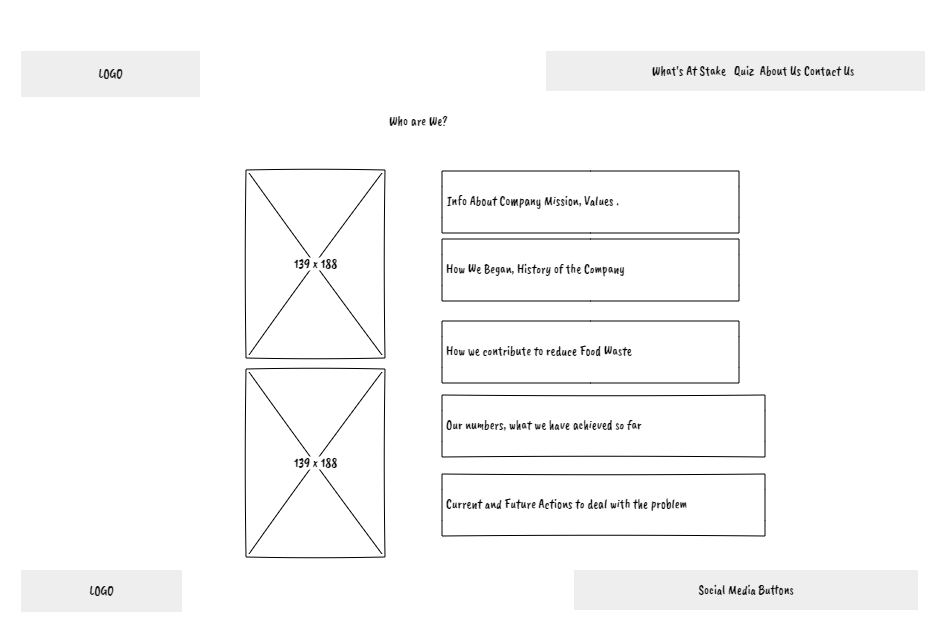 LOGO
What's At Stake Quiz About Us Contact Us
Who are We?
139 x 188
Info About Company Mission, Values .
How We Began, History of the Company
How we contribute to reduce Food Waste
139 x 188
Our numbers, what we have achieved so far
Current and Future Actions to deal with the problem
LOGO
Social Media Buttons